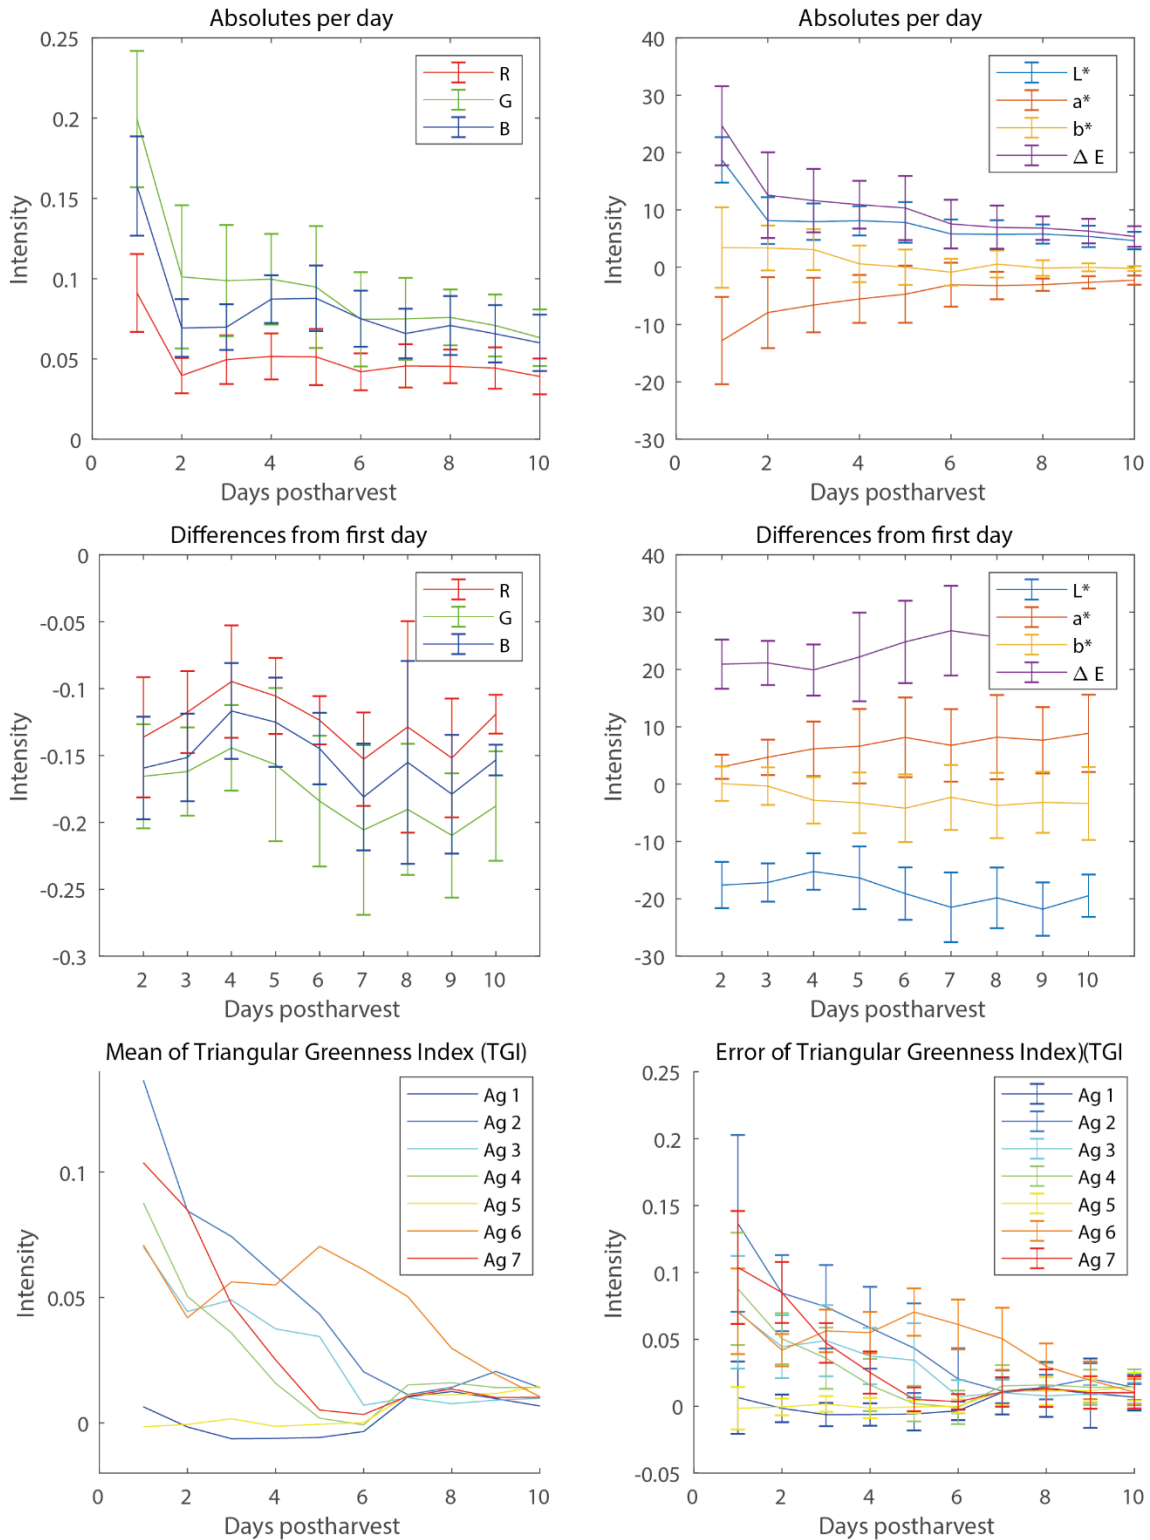 Absolutes per day
0.25
0.2
0.15
0.1
0.05
0
Intensity
R
G
B
0 2 4 6 8 10
Days postharvest
Absolutes per day
40
30
20
10
0
-10
-20
-30
Intensity
L*
a*
b*
Δ E
0 2 4 6 8 10
Days postharvest
Differences from first day
0
-0.05
-0.1
-0.15
-0.2
-0.25
-0.3
Intensity
R
G
B
2 3 4 5 6 7 8 9 10
Days postharvest
Differences from first day
40
30
20
10
0
-10
-20
-30
Intensity
L*
a*
b*
Δ E
2 3 4 5 6 7 8 9 10
Days postharvest
Mean of Triangular Greenness Index (TGI)
0.1
0.05
0
Intensity
Ag 1
Ag 2
Ag 3
Ag 4
Ag 5
Ag 6
Ag 7
0 2 4 6 8 10
Days postharvest
Error of Triangular Greenness Index)(TGI
0.25
0.2
0.15
0.1
0.05
0
-0.05
Intensity
Ag 1
Ag 2
Ag 3
Ag 4
Ag 5
Ag 6
Ag 7
0 2 4 6 8 10
Days postharvest